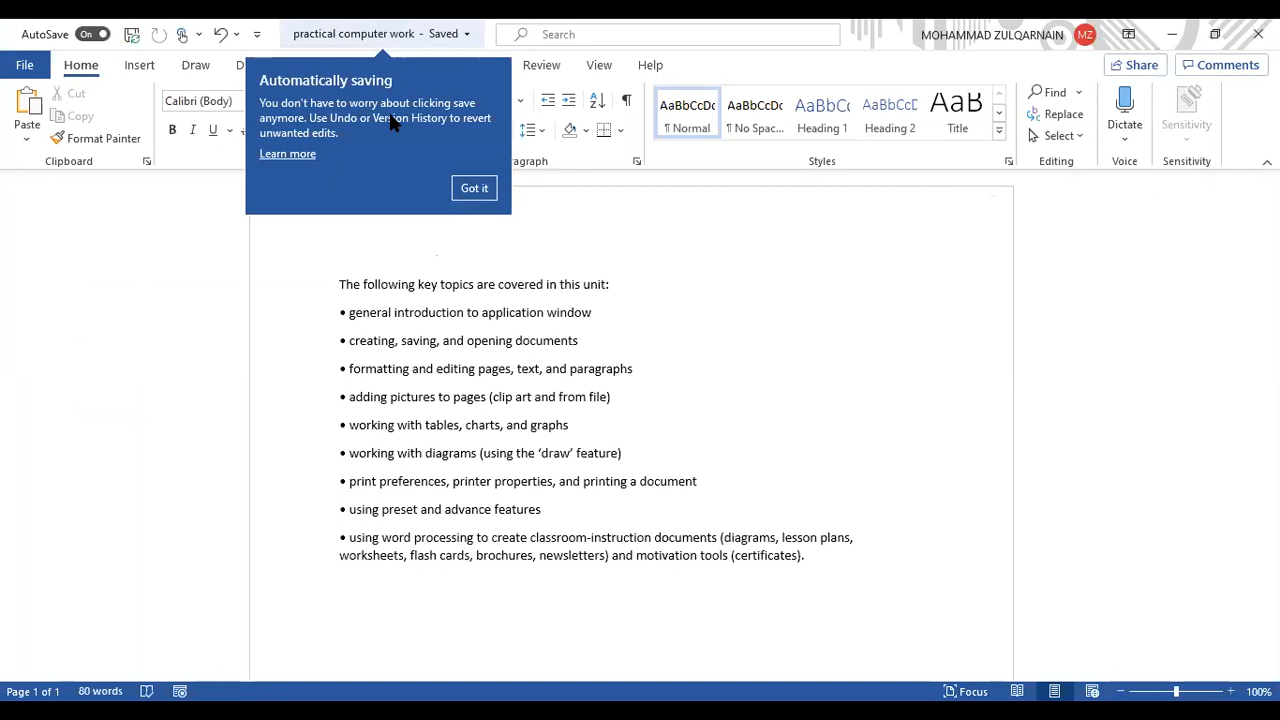 AutoSave On practical computer work - Saved Search MOHAMMAD ZULQARNAIN MZ
File Home Insert Draw Review View Help Share Comments
Automatically saving
You don't have to worry about clicking save
anymore. Use Undo or Version History to revert
unwanted edits.
Learn more
Got it
Paste
Cut
Copy
Format Painter
Clipboard
Calibri (Body)
B I U
AaBbCcDc AaBbCcDc AaBbCc AaBbCcD AaB
¶ Normal ¶ No Spac... Heading 1 Heading 2 Title
Styles
Find
Replace
Select
Editing
Dictate
Voice
Sensitivity
Sensitivity
The following key topics are covered in this unit:
• general introduction to application window
• creating, saving, and opening documents
• formatting and editing pages, text, and paragraphs
• adding pictures to pages (clip art and from file)
• working with tables, charts, and graphs
• working with diagrams (using the ‘draw’ feature)
• print preferences, printer properties, and printing a document
• using preset and advance features
• using word processing to create classroom-instruction documents (diagrams, lesson plans,
worksheets, flash cards, brochures, newsletters) and motivation tools (certificates).
Page 1 of 1 80 words Focus 100%